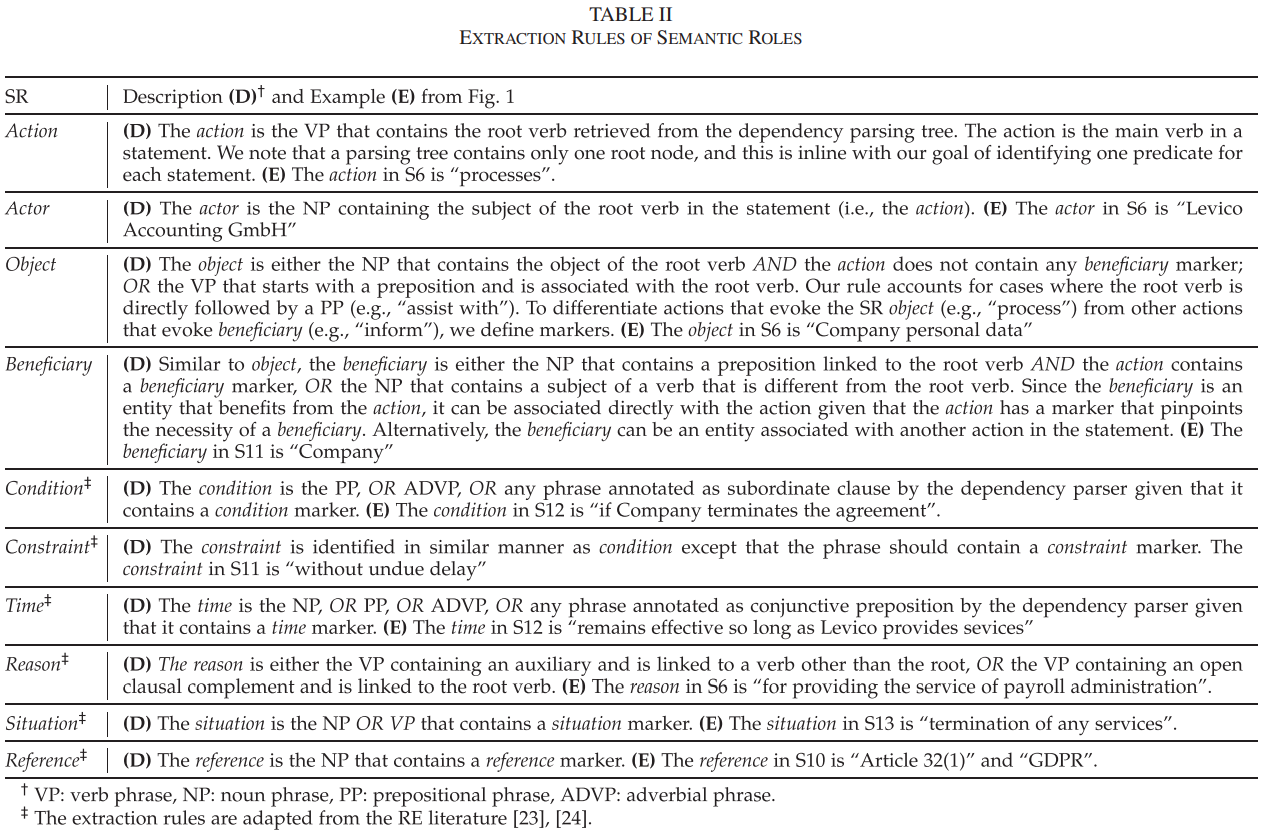 TABLE II
EXTRACTION RULES OF SEMANTIC ROLES
SR Description (D)† and Example (E) from Fig. 1
Action (D) The action is the VP that contains the root verb retrieved from the dependency parsing tree. The action is the main verb in a
statement. We note that a parsing tree contains only one root node, and this is inline with our goal of identifying one predicate for
each statement. (E) The action in S6 is “processes”.
Actor (D) The actor is the NP containing the subject of the root verb in the statement (i.e., the action). (E) The actor in S6 is “Levico
Accounting GmbH”
Object (D) The object is either the NP that contains the object of the root verb AND the action does not contain any beneficiary marker;
OR the VP that starts with a preposition and is associated with the root verb. Our rule accounts for cases where the root verb is
directly followed by a PP (e.g., “assist with”). To differentiate actions that evoke the SR object (e.g., “process”) from other actions
that evoke beneficiary (e.g., “inform”), we define markers. (E) The object in S6 is “Company personal data”
Beneficiary (D) Similar to object, the beneficiary is either the NP that contains a preposition linked to the root verb AND the action contains
a beneficiary marker, OR the NP that contains a subject of a verb that is different from the root verb. Since the beneficiary is an
entity that benefits from the action, it can be associated directly with the action given that the action has a marker that pinpoints
the necessity of a beneficiary. Alternatively, the beneficiary can be an entity associated with another action in the statement. (E) The
beneficiary in S11 is “Company”
Condition‡ (D) The condition is the PP, OR ADVP, OR any phrase annotated as subordinate clause by the dependency parser given that it
contains a condition marker. (E) The condition in S12 is “if Company terminates the agreement”.
Constraint‡ (D) The constraint is identified in similar manner as condition except that the phrase should contain a constraint marker. The
constraint in S11 is “without undue delay”
Time‡ (D) The time is the NP, OR PP, OR ADVP, OR any phrase annotated as conjunctive preposition by the dependency parser given
that it contains a time marker. (E) The time in S12 is “remains effective so long as Levico provides sevices”
Reason‡ (D) The reason is either the VP containing an auxiliary and is linked to a verb other than the root, OR the VP containing an open
clausal complement and is linked to the root verb. (E) The reason in S6 is “for providing the service of payroll administration”.
Situation‡ (D) The situation is the NP OR VP that contains a situation marker. (E) The situation in S13 is “termination of any services”.
Reference‡ (D) The reference is the NP that contains a reference marker. (E) The reference in S10 is “Article 32(1)” and “GDPR”.
† VP: verb phrase, NP: noun phrase, PP: prepositional phrase, ADVP: adverbial phrase.
‡ The extraction rules are adapted from the RE literature [23], [24].